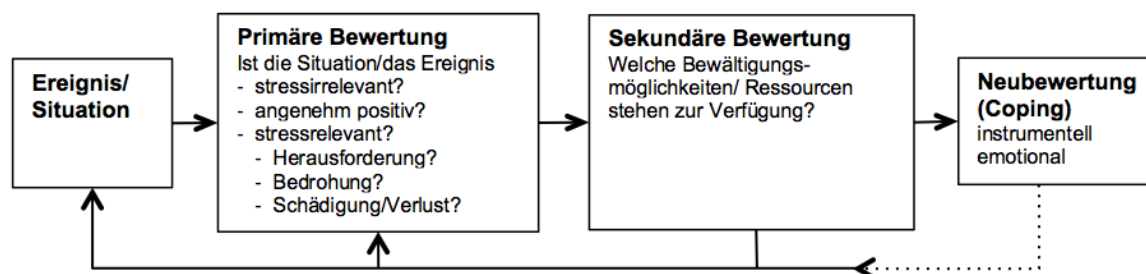 Ereignis/
Situation
Primäre Bewertung
Ist die Situation/das Ereignis
- stressirrelevant?
- angenehm positiv?
- stressrelevant?
- Herausforderung?
- Bedrohung?
- Schädigung/Verlust?
Sekundäre Bewertung
Welche Bewältigungs-
möglichkeiten/ Ressourcen
stehen zur Verfügung?
Neubewertung
(Coping)
instrumentell
emotional